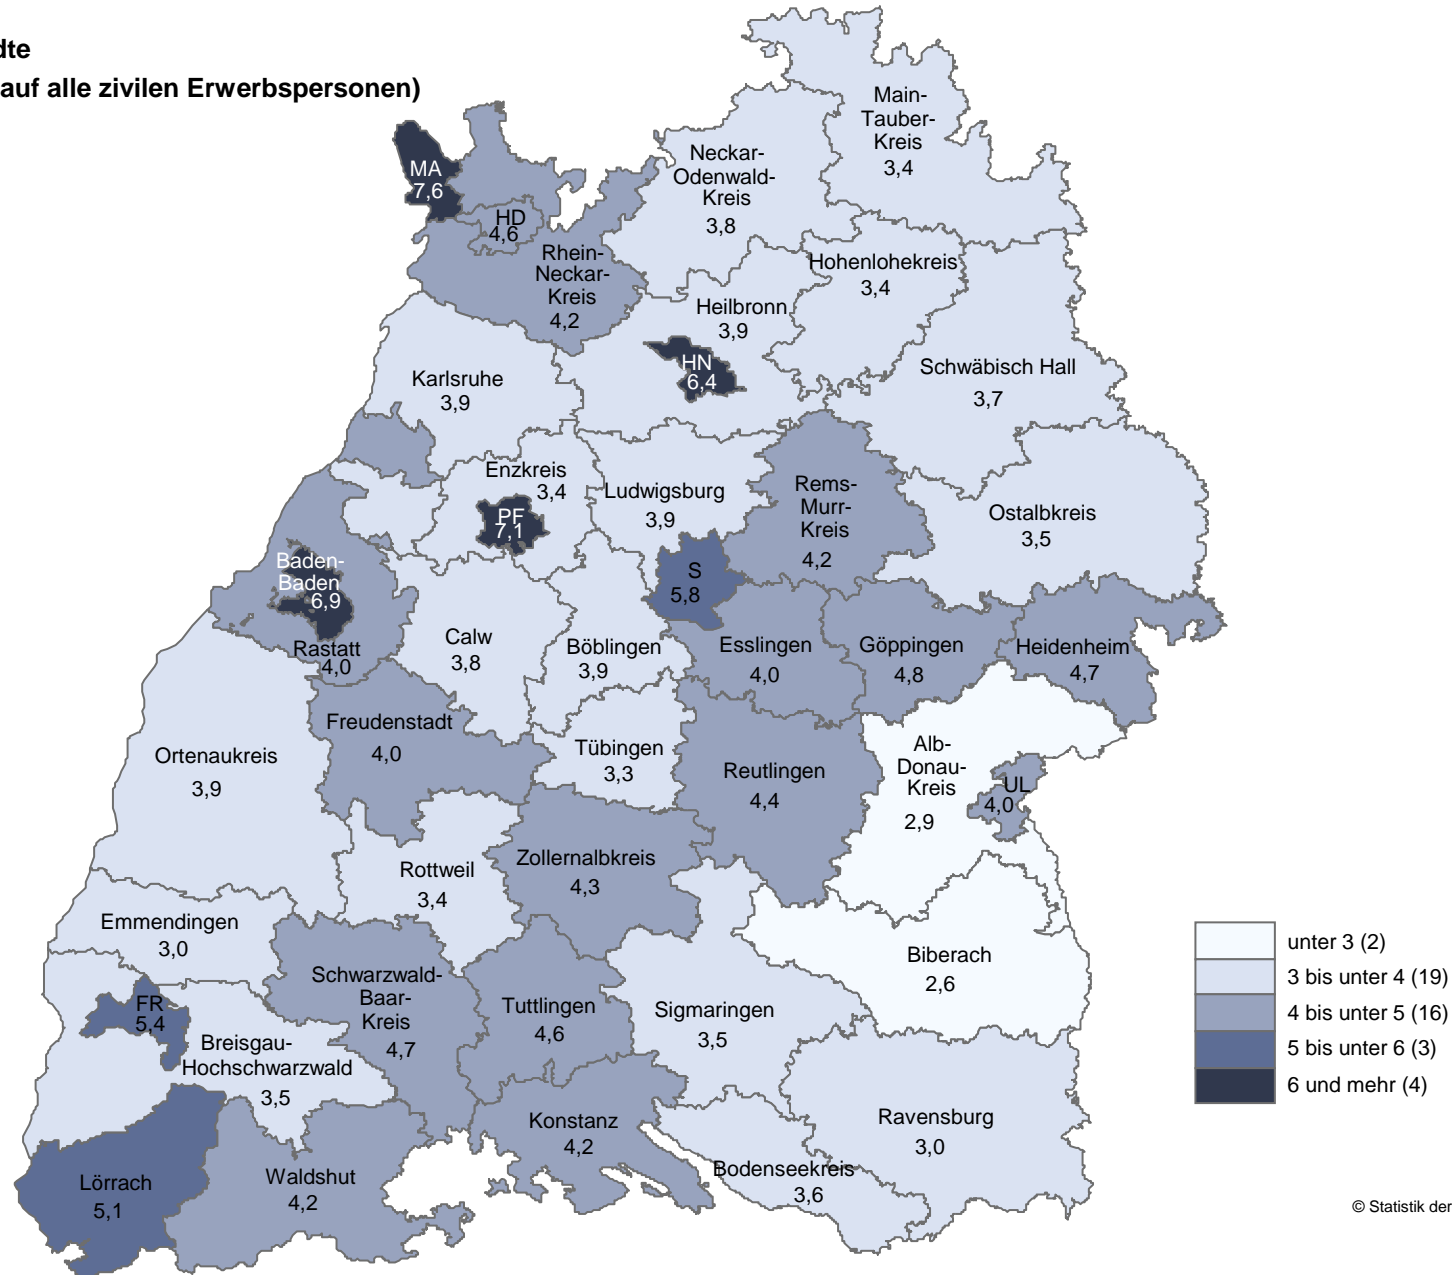 dte
auf alle zivilen Erwerbspersonen)
Main-
Tauber-
Kreis
3,4
Neckar-
Odenwald-
Kreis
3,8
MA
7,6
HD
4,6
Rhein-
Neckar-
Kreis
4,2
Hohenlohekreis
3,4
Heilbronn
3,9
HN
6,4
Schwäbisch Hall
3,7
Karlsruhe
3,9
Enzkreis
3,4
PF
7,1
Ludwigsburg
3,9
Rems-
Murr-
Kreis
4,2
Ostalbkreis
3,5
Baden-
Baden
6,9
Rastatt
4,0
S
5,8
Calw
3,8
Böblingen
3,9
Esslingen
4,0
Göppingen
4,8
Heidenheim
4,7
Freudenstadt
4,0
Ortenaukreis
3,9
Tübingen
3,3
Reutlingen
4,4
Alb-
Donau-
Kreis
2,9
UL
4,0
Rottweil
3,4
Zollernalbkreis
4,3
Emmendingen
3,0
Biberach
2,6
Schwarzwald-
Baar-
Kreis
4,7
Tuttlingen
4,6
Sigmaringen
3,5
FR
5,4
Breisgau-
Hochschwarzwald
3,5
Konstanz
4,2
Ravensburg
3,0
Bodenseekreis
3,6
Lörrach
5,1
Waldshut
4,2
unter 3 (2)
3 bis unter 4 (19)
4 bis unter 5 (16)
5 bis unter 6 (3)
6 und mehr (4)
© Statistik der